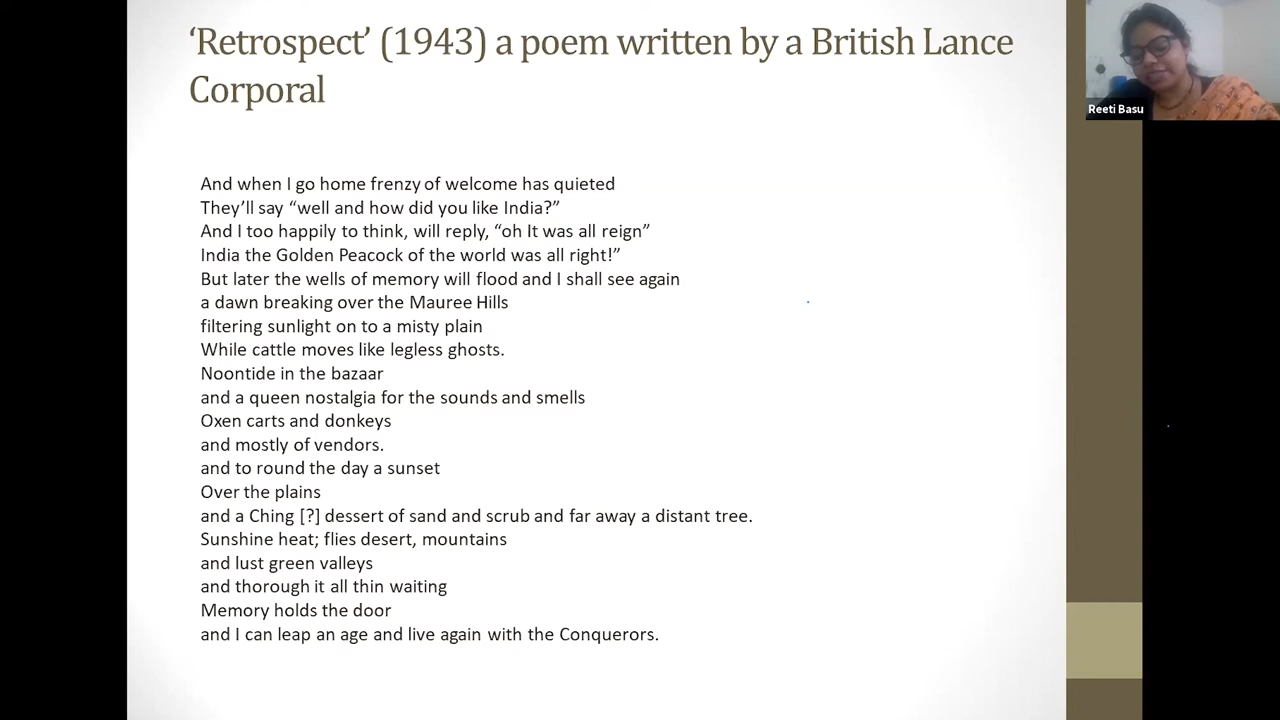 ‘Retrospect’ (1943) a poem written by a British Lance
Corporal
And when I go home frenzy of welcome has quieted
They’ll say “well and how did you like India?”
And I too happily to think, will reply, “oh It was all reign”
India the Golden Peacock of the world was all right!”
But later the wells of memory will flood and I shall see again
a dawn breaking over the Mauree Hills
filtering sunlight on to a misty plain
While cattle moves like legless ghosts.
Noontide in the bazaar
and a queen nostalgia for the sounds and smells
Oxen carts and donkeys
and mostly of vendors.
and to round the day a sunset
Over the plains
and a Ching [?] dessert of sand and scrub and far away a distant tree.
Sunshine heat; flies desert, mountains
and lust green valleys
and thorough it all thin waiting
Memory holds the door
and I can leap an age and live again with the Conquerors.
Reeti Basu